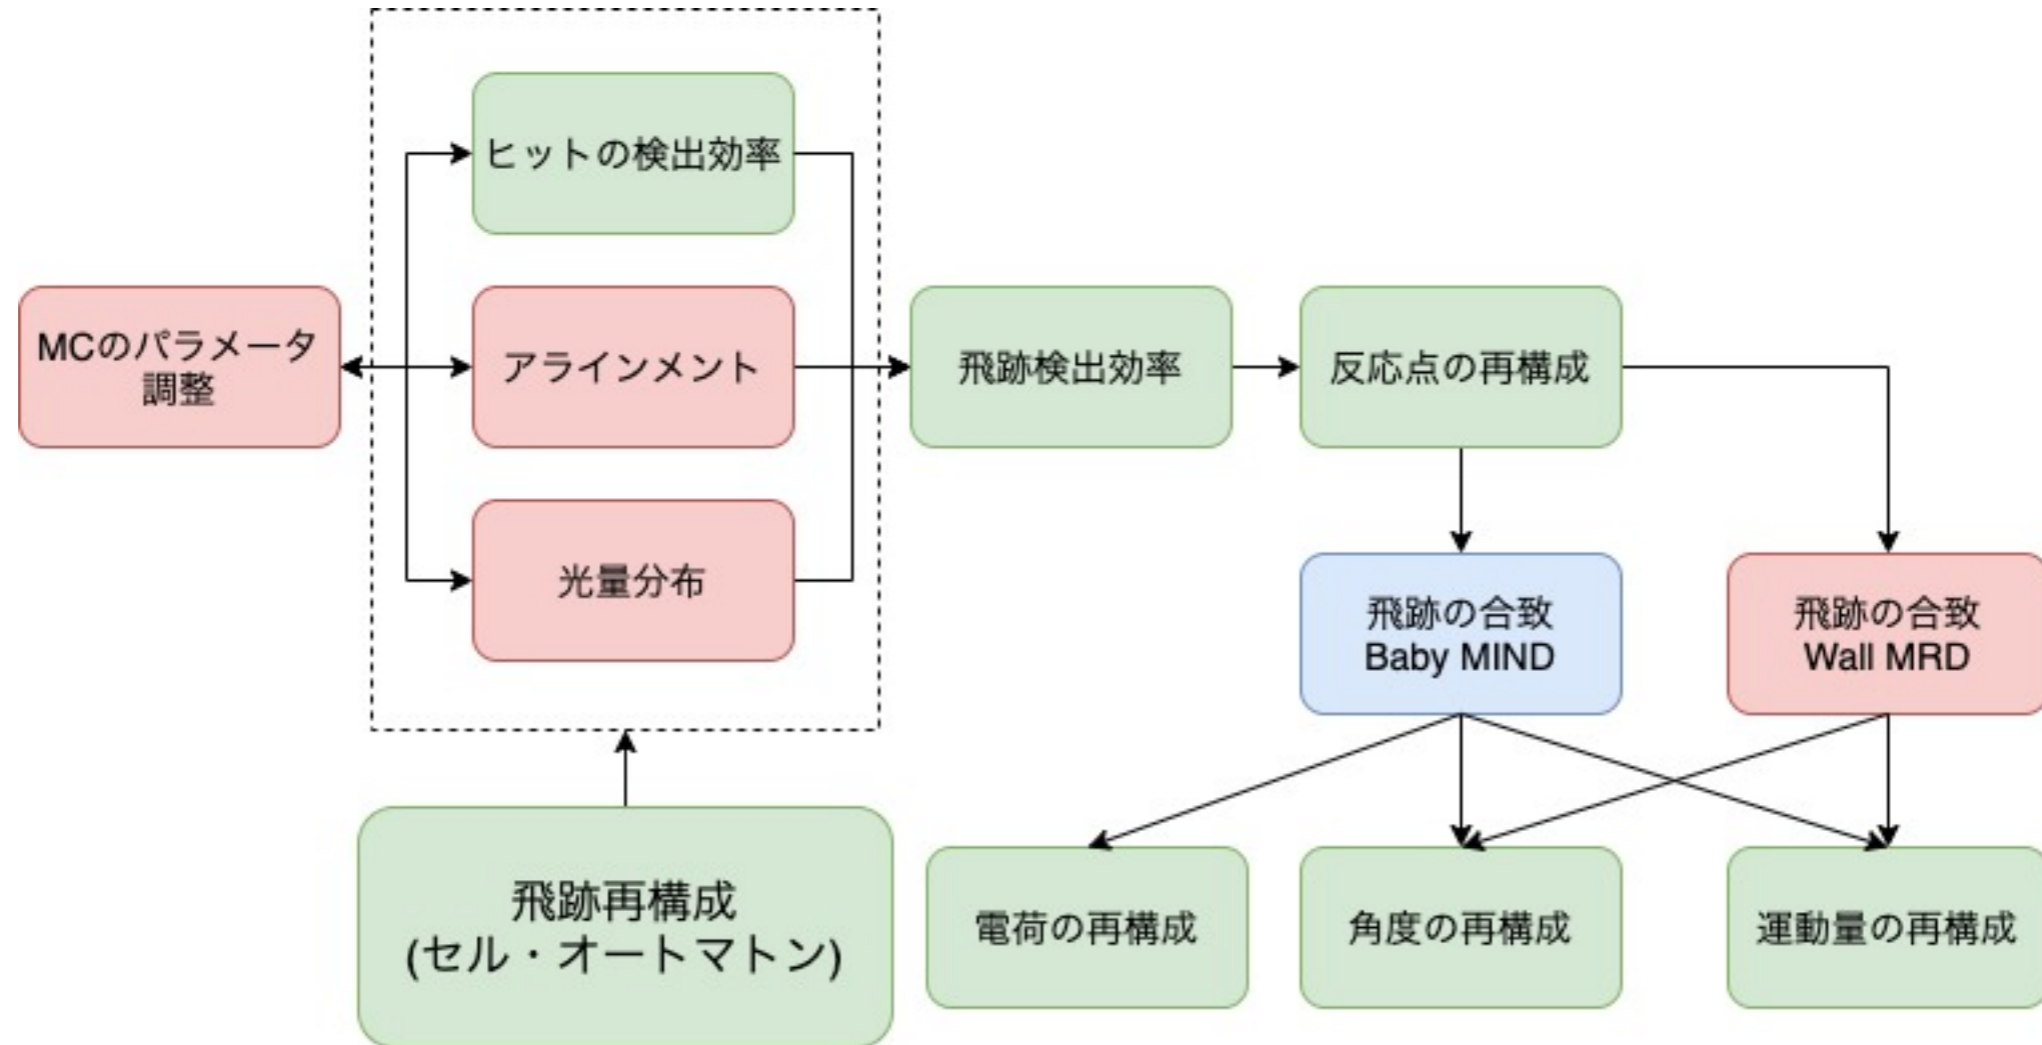 ヒットの検出効率
MCのパラメータ
調整
アラインメント
飛跡検出効率
反応点の再構成
光量分布
飛跡の合致
Baby MIND
飛跡の合致
Wall MRD
飛跡再構成
(セル・オートマトン)
電荷の再構成
角度の再構成
運動量の再構成